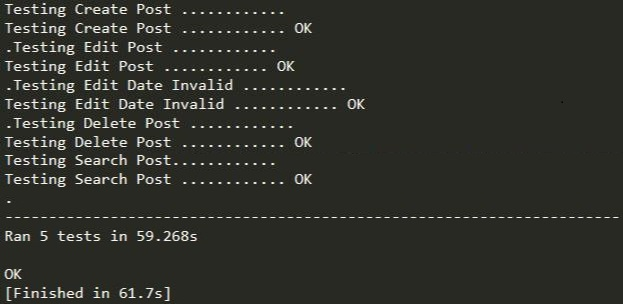 Testing Create Post ............
Testing Create Post ............ OK
.Testing Edit Post ............
Testing Edit Post ............ OK
.Testing Edit Date Invalid ............
Testing Edit Date Invalid ............ OK
.Testing Delete Post ............
Testing Delete Post ............ OK
Testing Search Post............
Testing Search Post ............ OK
.
----------------------------------------------------------------------
Ran 5 tests in 59.268s
OK
[Finished in 61.7s]